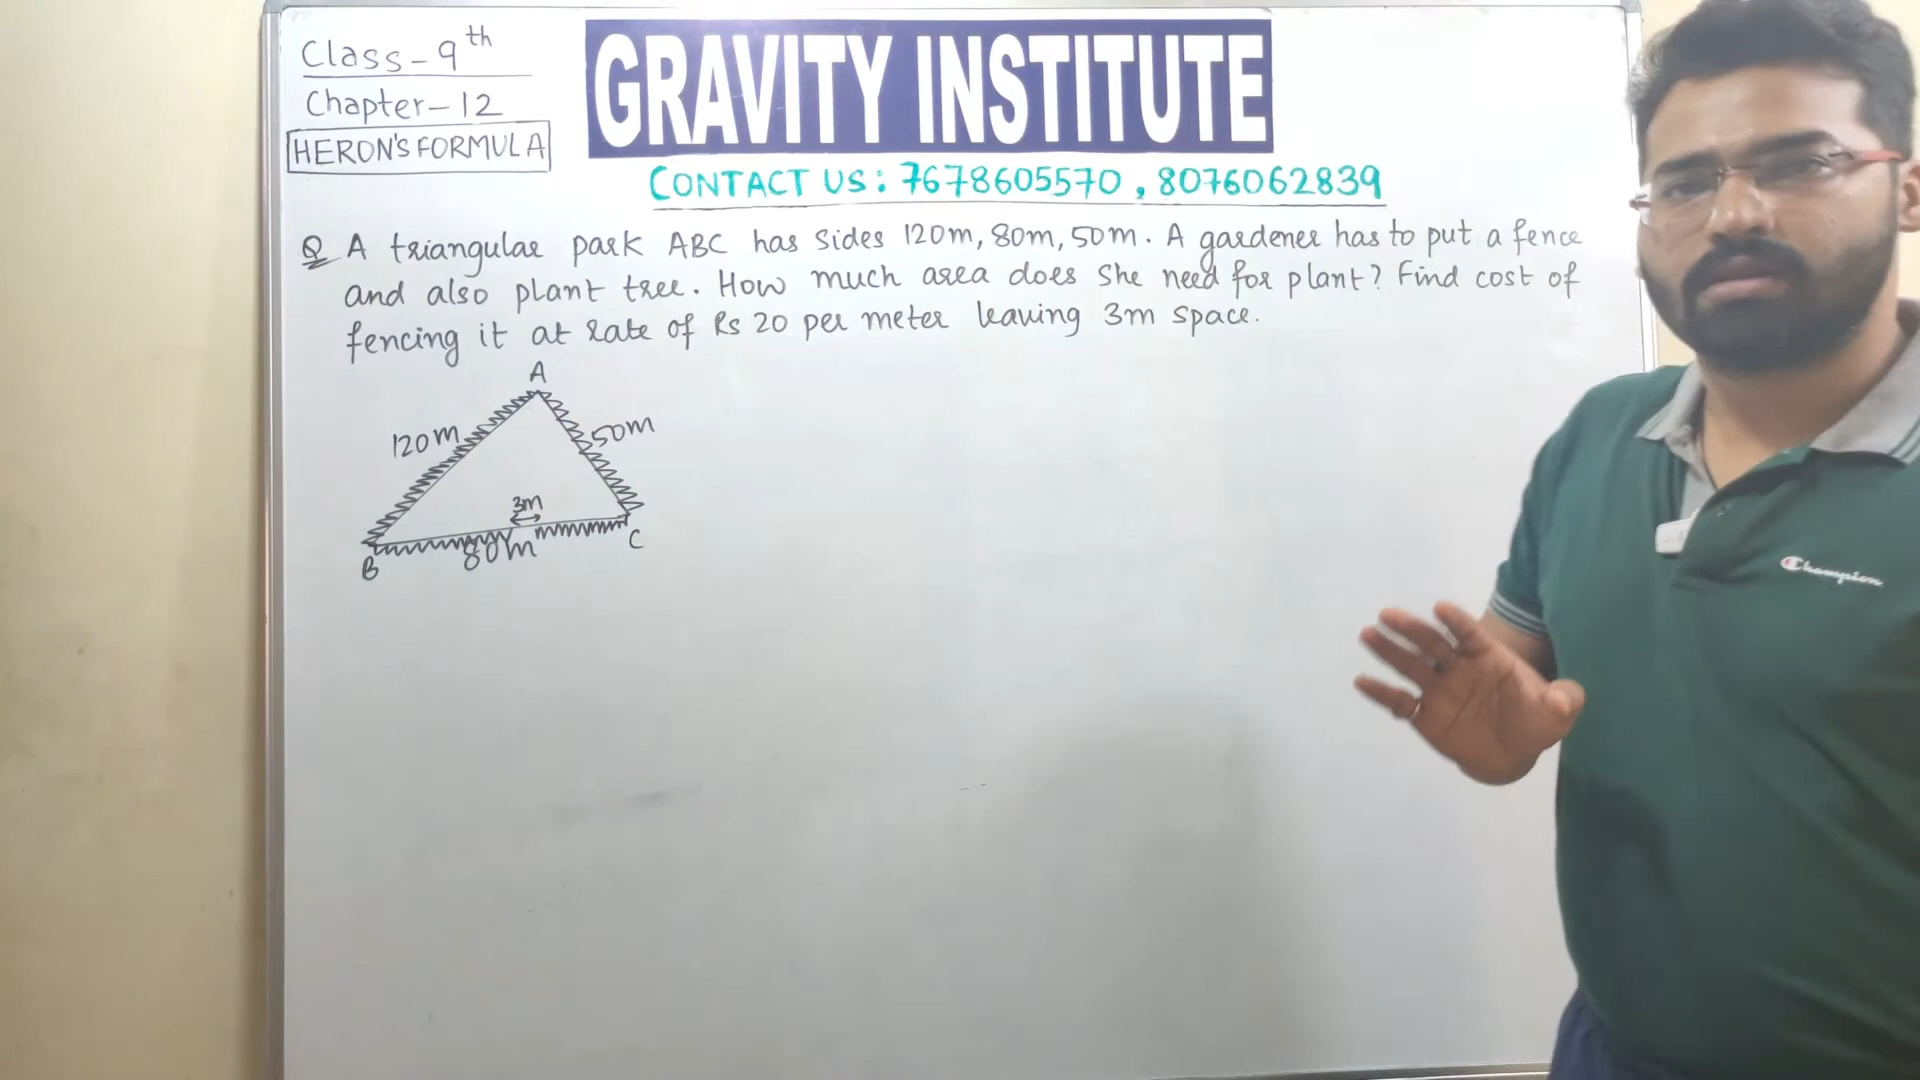 Class-9th
Chapter-12
HERON'S FORMULA
GRAVITY INSTITUTE
CONTACT US: 7678605570, 8076062839
Q A triangular park ABC has sides 120m, 80m, 50m. A gardener has to put a fence
and also plant tree. How much area does She need for plant? Find cost of
fencing it at rate of Rs 20 per meter leaving 3m space.
A
120m
50m
3m
80m
B
C
Champion